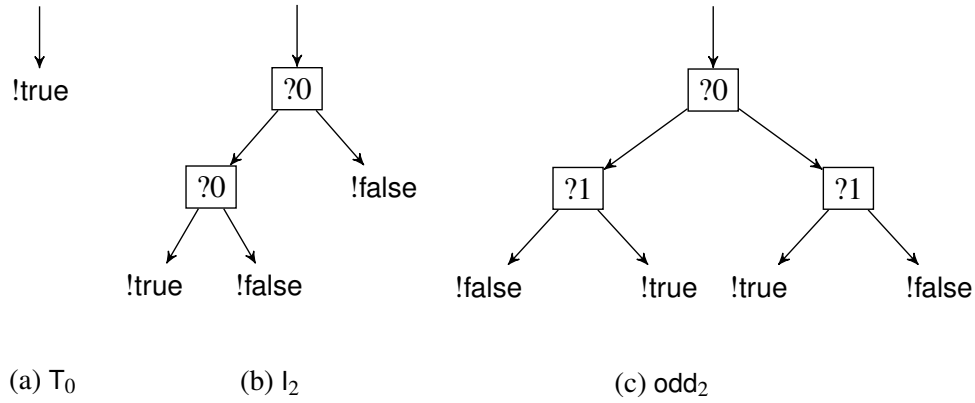 ?0 ?0
!true
?0 !false ?1 ?1
!true !false !false !true !true !false
(a) T0 (b) I2 (c) odd2